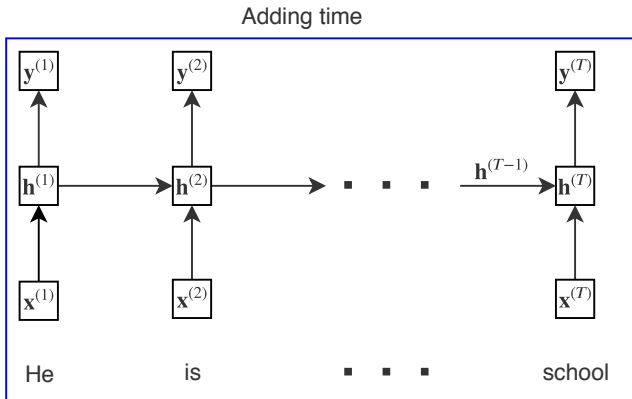 Adding time
y^(1) y^(2) y^(T)
h^(T−1)
h^(1) h^(2) ▪ ▪ ▪ h^(T)
x^(1) x^(2) x^(T)
He is ▪ ▪ ▪ school